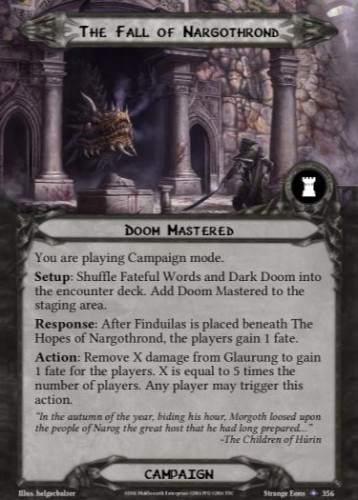 The Fall of Nargothrond
Doom Mastered
You are playing Campaign mode.
Setup: Shuffle Fateful Words and Dark Doom into
the encounter deck. Add Doom Mastered to the
staging area.
Response: After Finduilas is placed beneath The
Hopes of Nargothrond, the players gain 1 fate.
Action: Remove X damage from Glaurung to gain
1 fate for the players. X is equal to 5 times the
number of players. Any player may trigger this
action.
"In the autumn of the year, biding his hour, Morgoth loosed upon
the people of Narog the great host that he had long prepared..."
-The Children of Húrin
CAMPAIGN
Illus. helgebalzer
Strange Eons
356